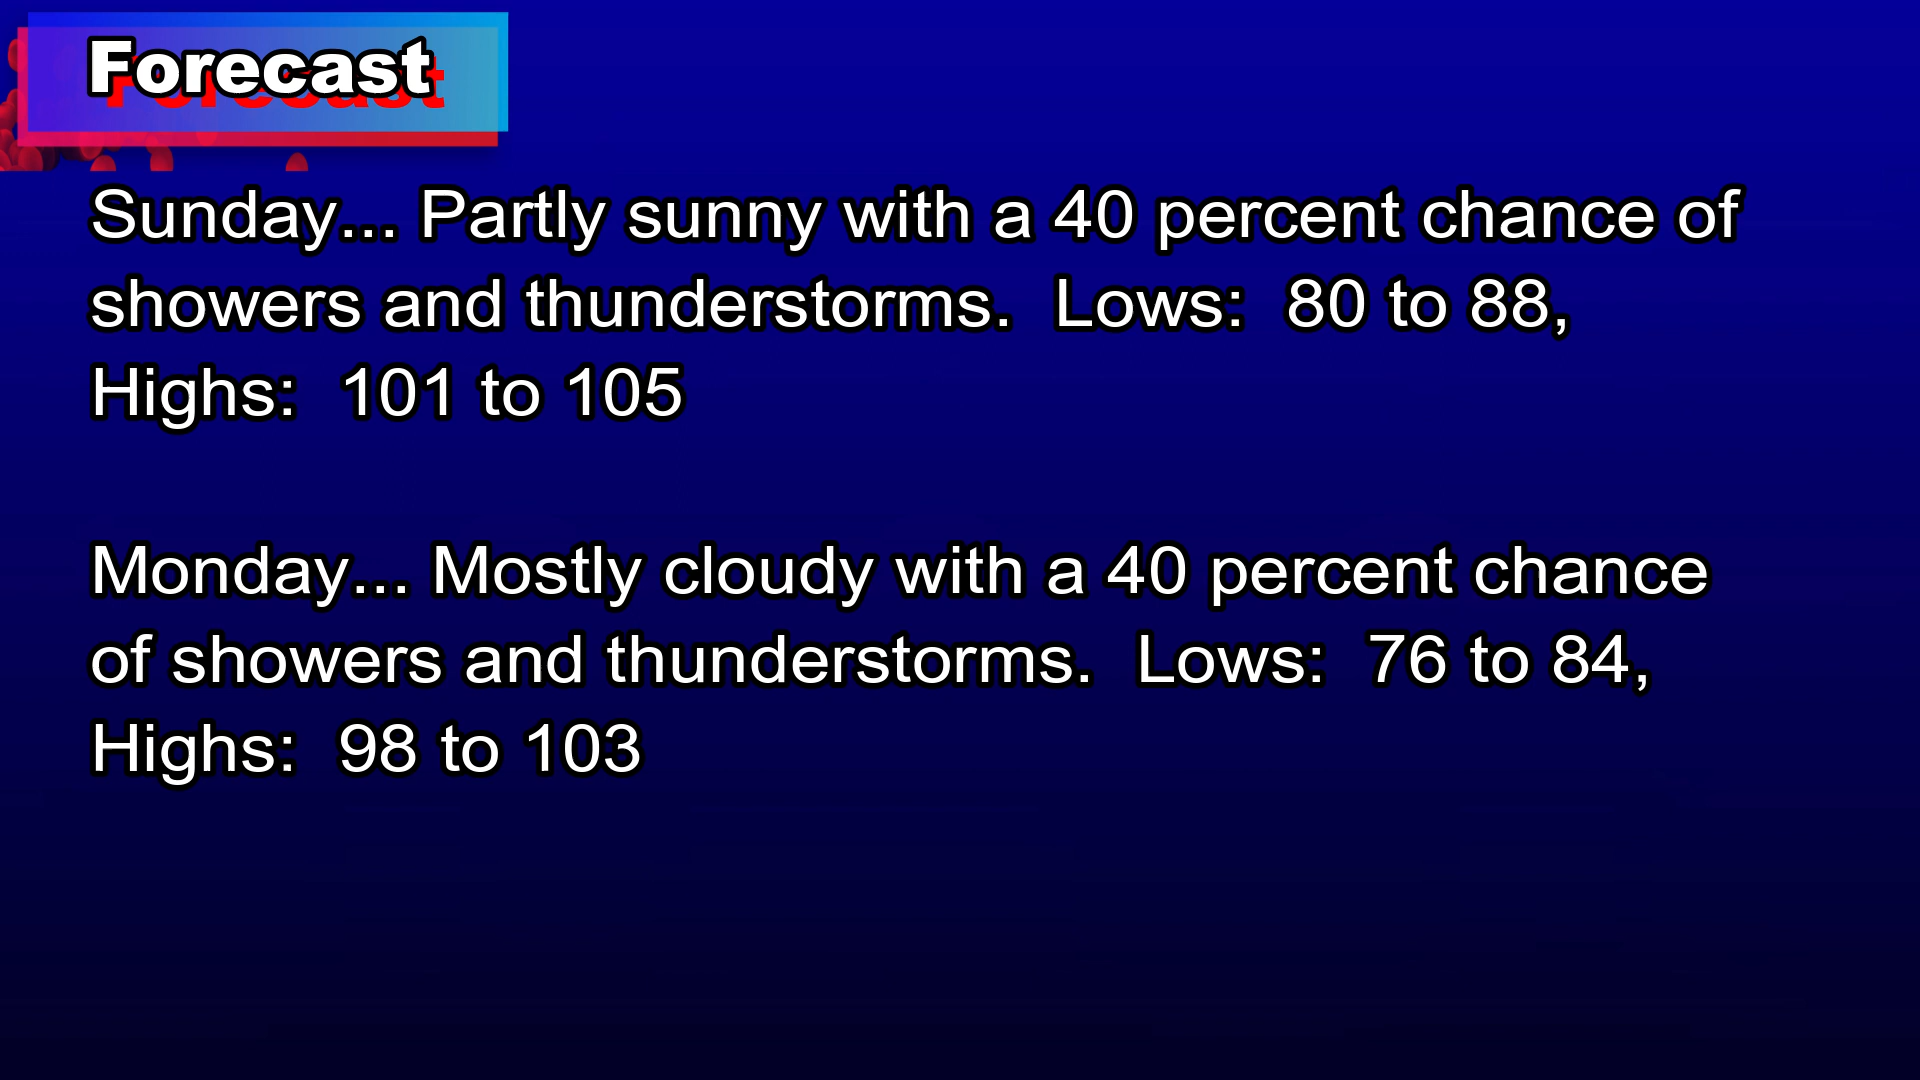 Forecast
Sunday... Partly sunny with a 40 percent chance of
showers and thunderstorms.  Lows:  80 to 88,
Highs:  101 to 105
Monday... Mostly cloudy with a 40 percent chance
of showers and thunderstorms.  Lows:  76 to 84,
Highs:  98 to 103